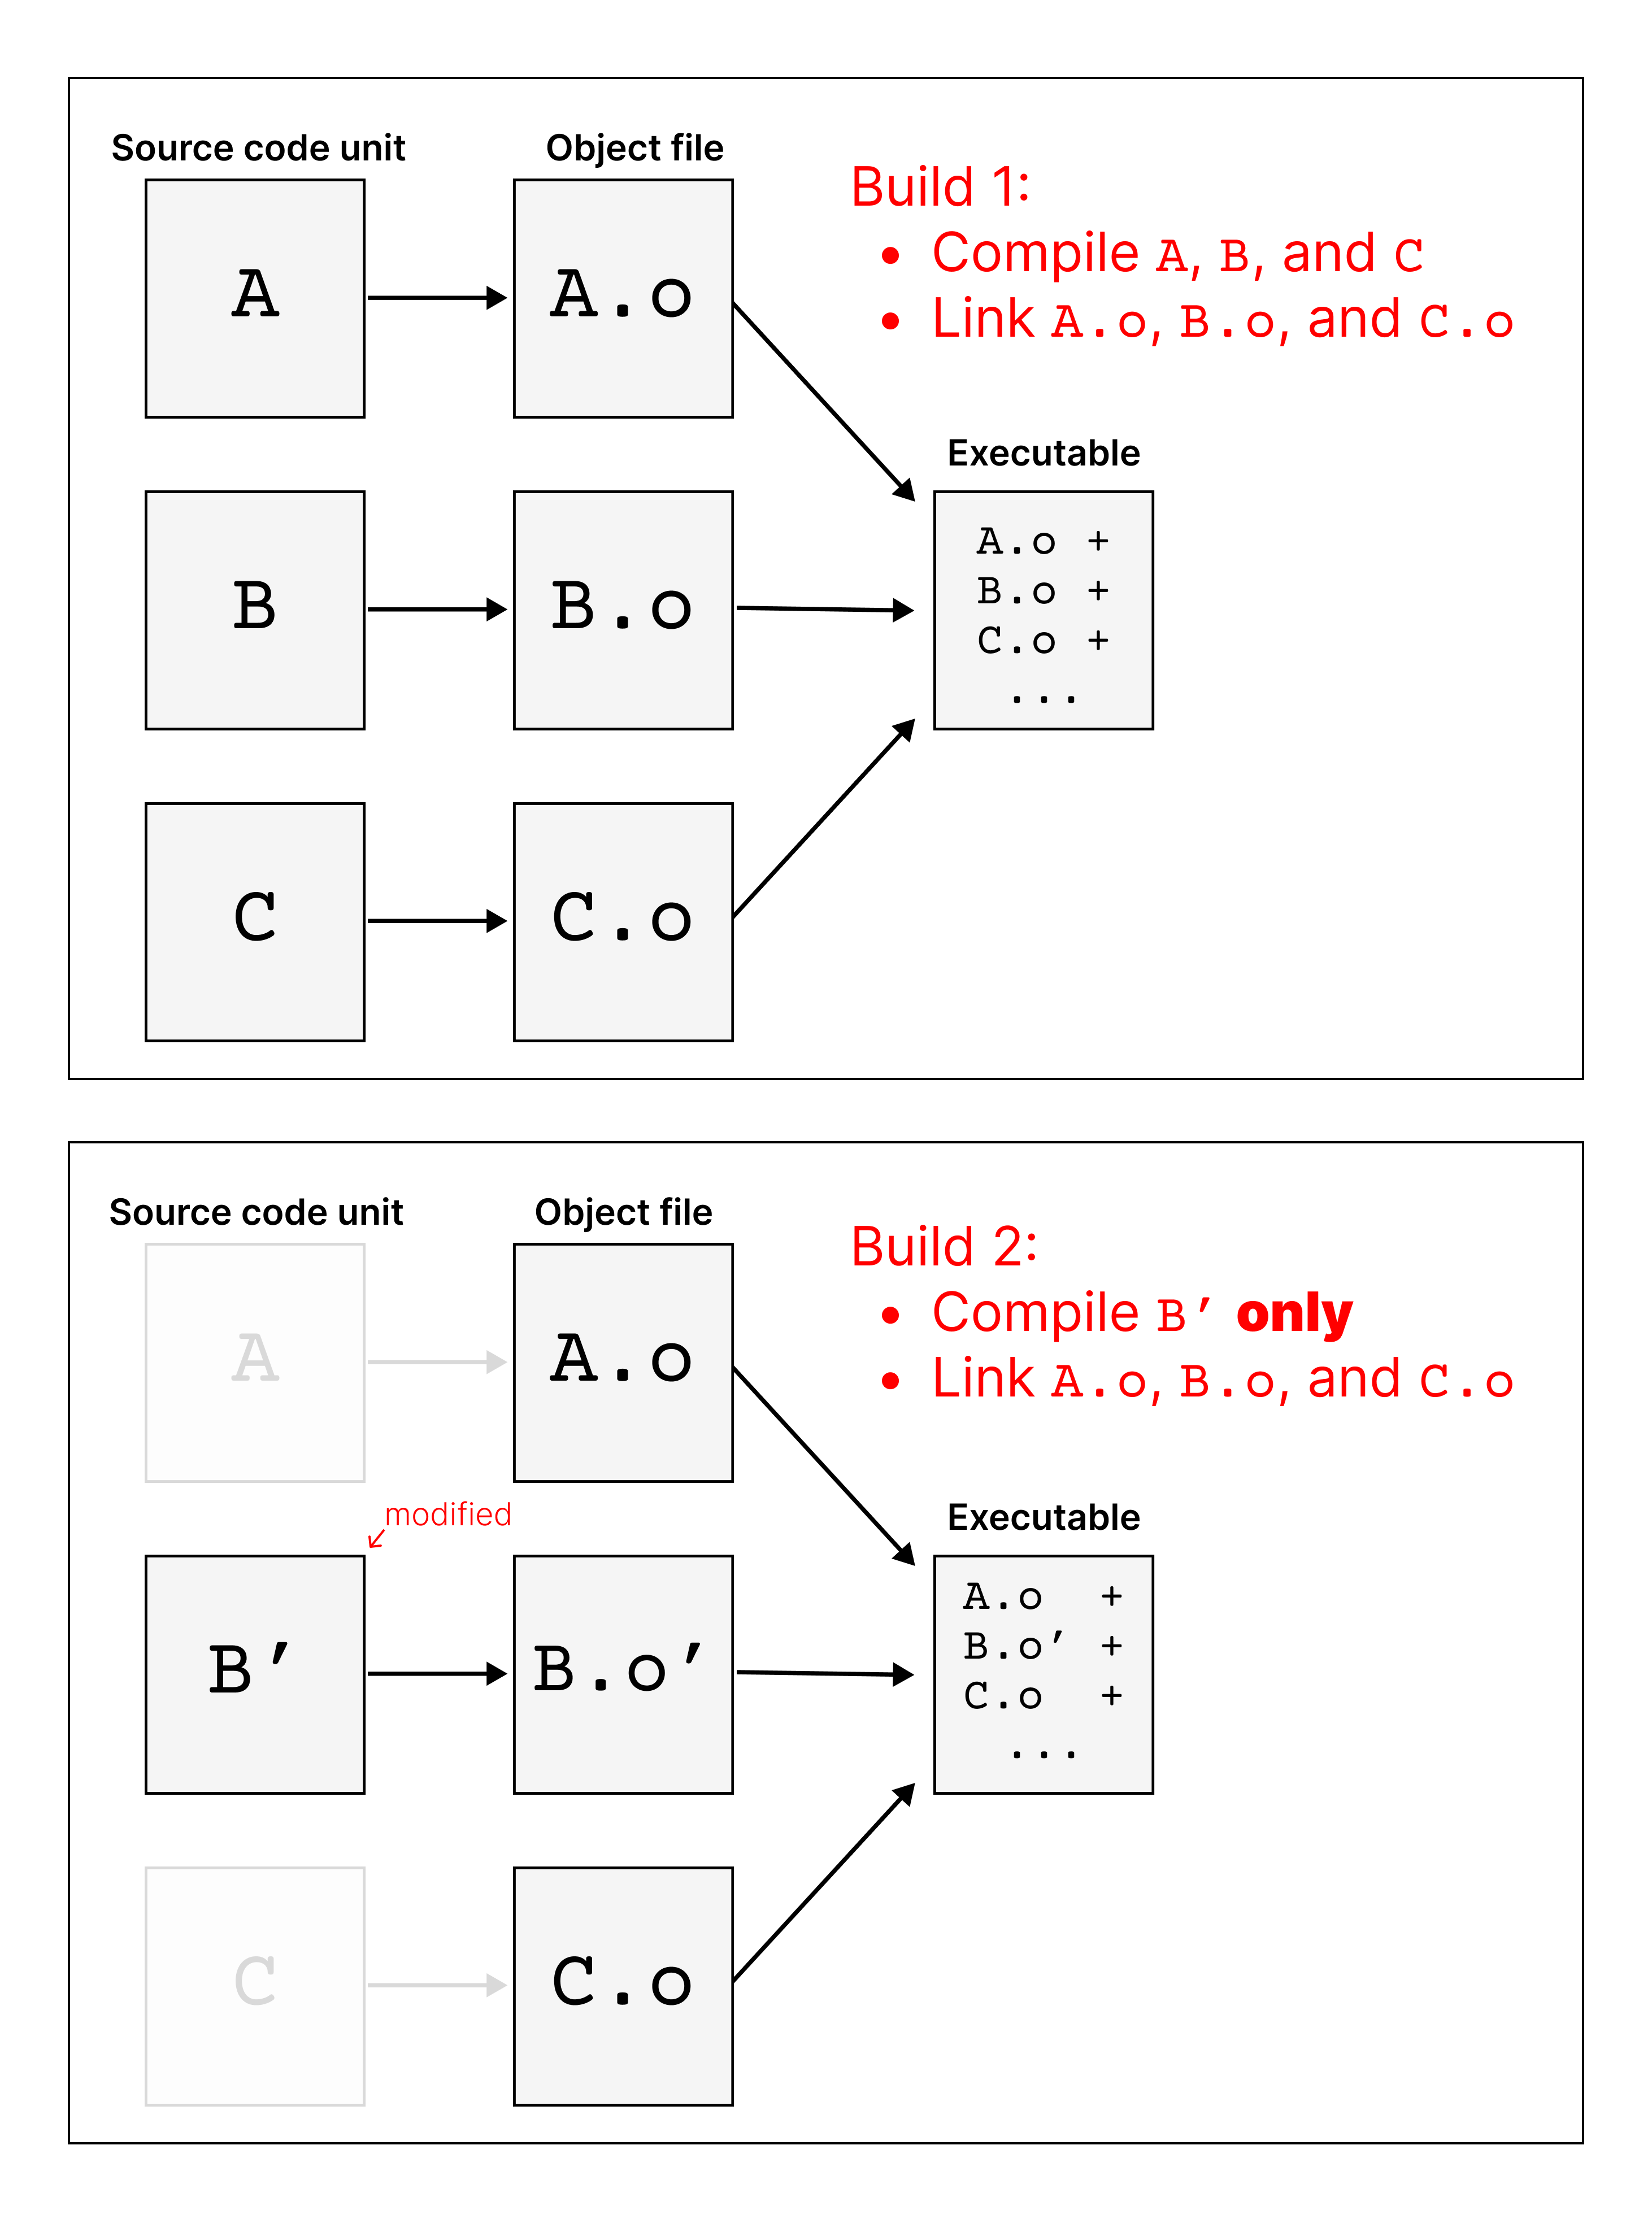 Source code unit
Object file
Build 1:
• Compile A, B, and C
• Link A.o, B.o, and C.o
A
A.o
Executable
A.o +
B.o +
C.o +
...
B
B.o
C
C.o
Source code unit
Object file
Build 2:
• Compile B’ only
• Link A.o, B.o, and C.o
A
A.o
modified
Executable
A.o +
B.o’ +
C.o +
...
B’
B.o’
C
C.o